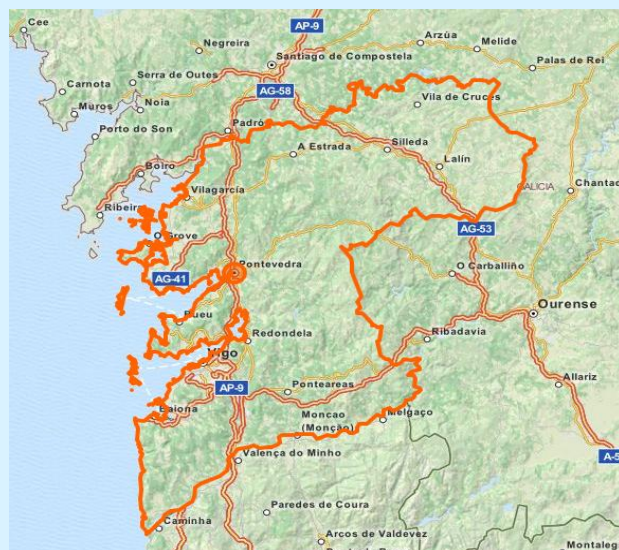 Cee
AP-9
Negreira
Arzúa
Melide
Santiago de Compostela
Palas de Rei
Carnota
Serra de Outes
AG-58
Muros
Noia
Vila de Cruces
Porto do Son
Padró
A Estrada
Silleda
Lalín
Boiro
Vilagarcía
GALICIA
Chantad
Ribeira
Grove
AG-53
AG-41
Pontevedra
O Carballiño
Bueu
Ourense
Redondela
Ribadavia
Vigo
AP-9
Ponteareas
Allariz
Baiona
Moncao
(Monção)
Melgaço
Valença do Minho
A-5
Paredes de Coura
Caminha
Arcos de Valdevez
Montaleg